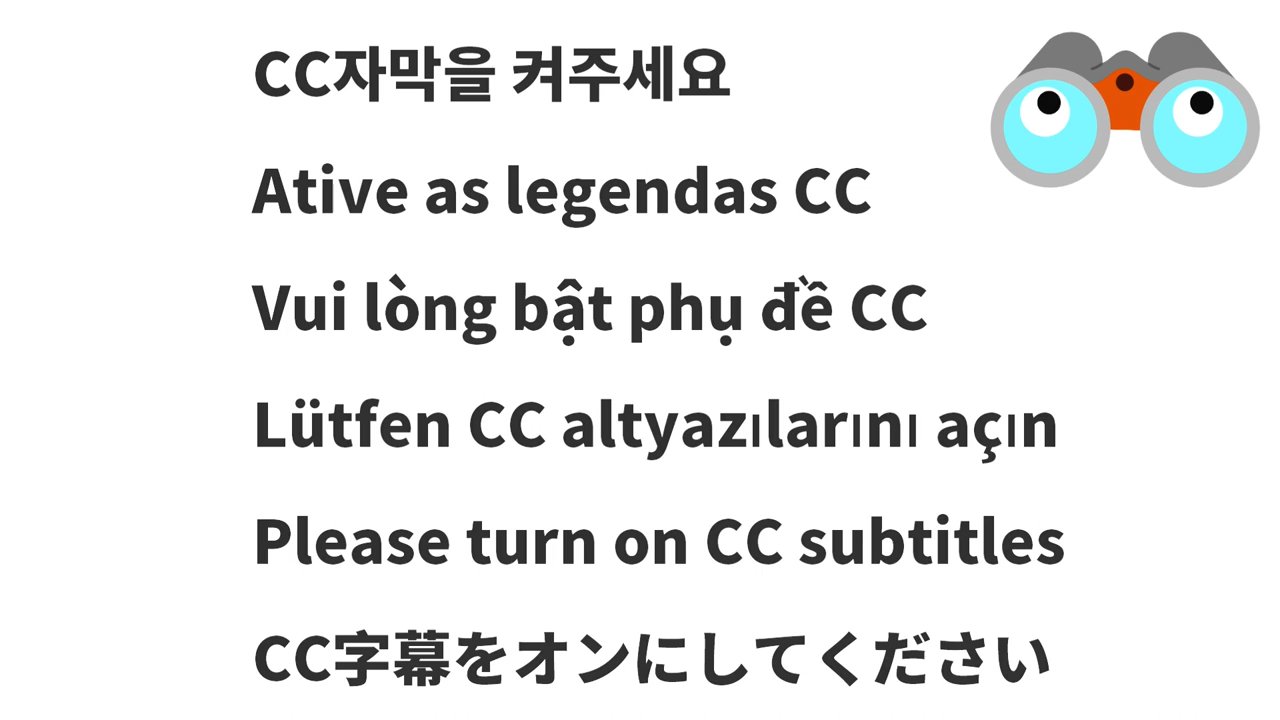 CC자막을 켜주세요
Ative as legendas CC
Vui lòng bật phụ đề CC
Lütfen CC altyazılarını açın
Please turn on CC subtitles
CC字幕をオンにしてください